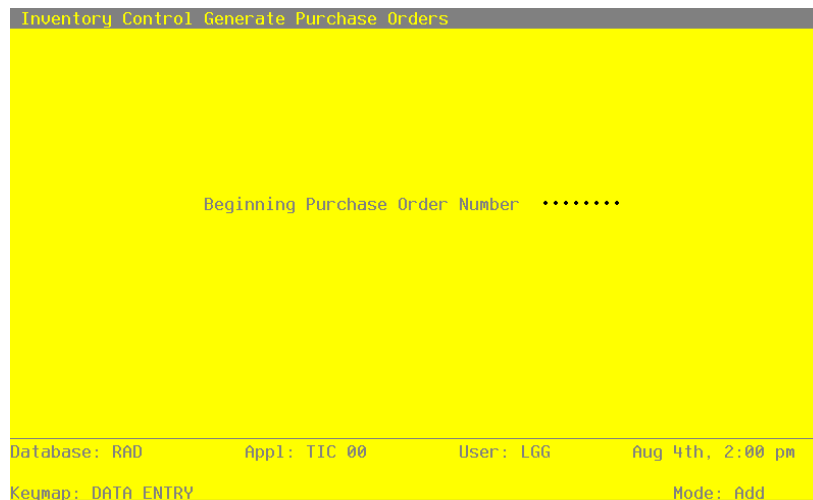 Inventory Control Generate Purchase Orders
Beginning Purchase Order Number ········
Database: RAD Appl: TIC 00 User: LGG Aug 4th, 2:00 pm
Keymap: DATA ENTRY Mode: Add